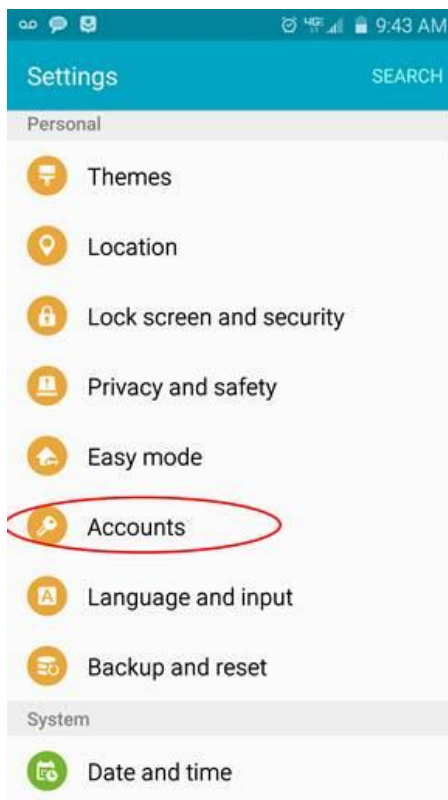 9:43 AM
Settings
SEARCH
Personal
Themes
Location
Lock screen and security
Privacy and safety
Easy mode
Accounts
Language and input
Backup and reset
System
Date and time